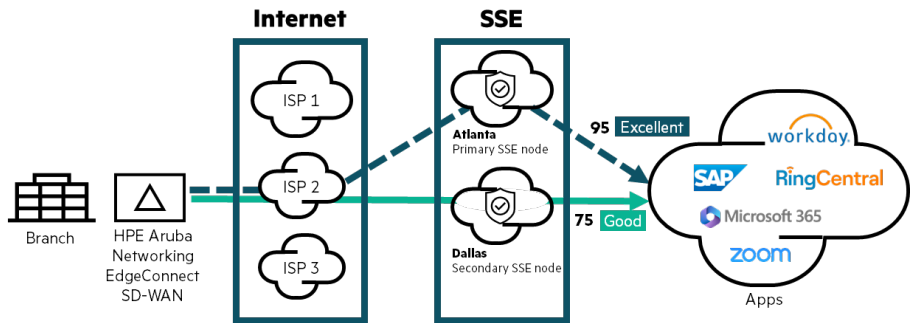 Internet
SSE
ISP 1
ISP 2
ISP 3
Branch
HPE Aruba
Networking
EdgeConnect
SD-WAN
Atlanta
Primary SSE node
Dallas
Secondary SSE node
95 Excellent
75 Good
workday.
SAP
RingCentral
Microsoft 365
zoom
Apps